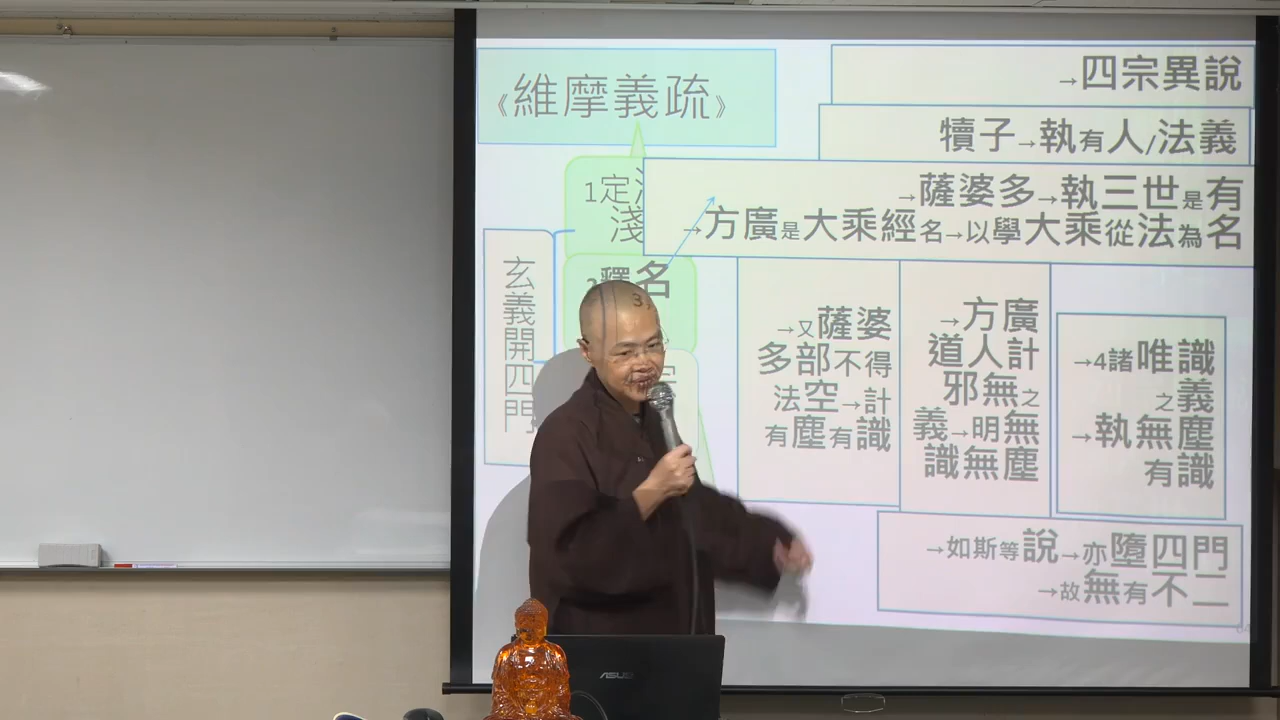 《維摩義疏》
→四宗異說
犢子→執有人/法義
→薩婆多→執三世是有
→方廣是大乘經名→以學大乘從法為名
1定
淺
釋名
玄義開四門
→又薩婆
多部不得
法空→計
有塵有識
→方廣
道人計
邪無之
義→明無
識無塵
→4諸唯識
之義
→執無塵
有識
→如斯等說→亦墮四門
→故無有不二
ASUS